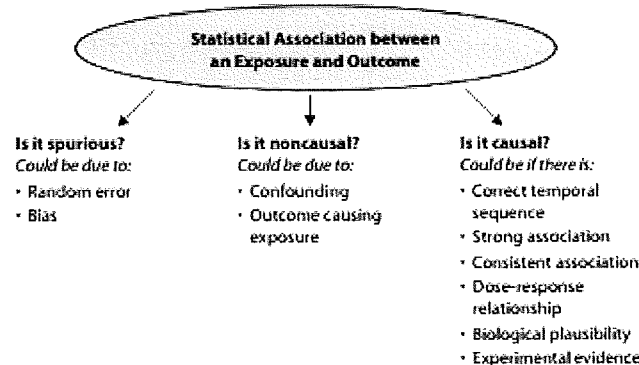 Statistical Association between
an Exposure and Outcome
Is it spurious?
Could be due to:
• Random error
• Bias
Is it noncausal?
Could be due to:
• Confounding
• Outcome causing
exposure
Is it causal?
Could be if there is:
• Correct temporal
sequence
• Strong association
• Consistent association
• Dose-response
relationship
• Biological plausibility
• Experimental evidence